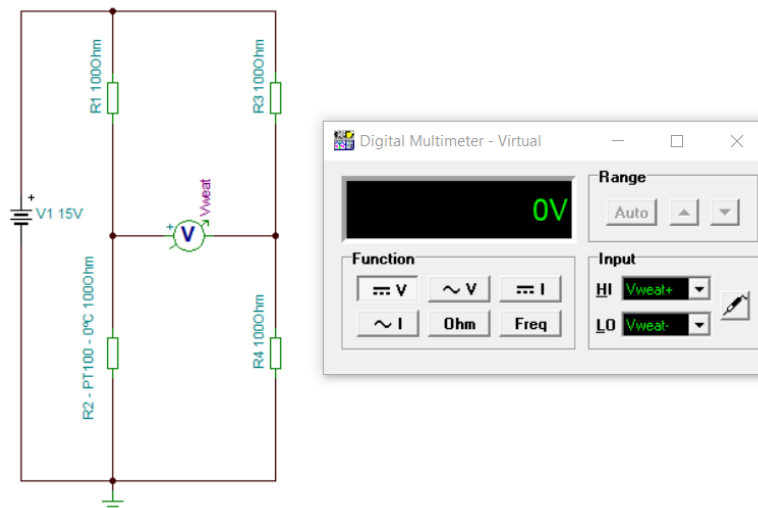 R1 100Ohm
R3 100Ohm
+
V1 15V
Vweat
+
V
R2 - PT100 - 0ºC 100Ohm
R4 100Ohm
Digital Multimeter - Virtual
0V
Range
Auto
Function
V
V
I
I
Ohm
Freq
Input
HI
Vweat+
LO
Vweat-